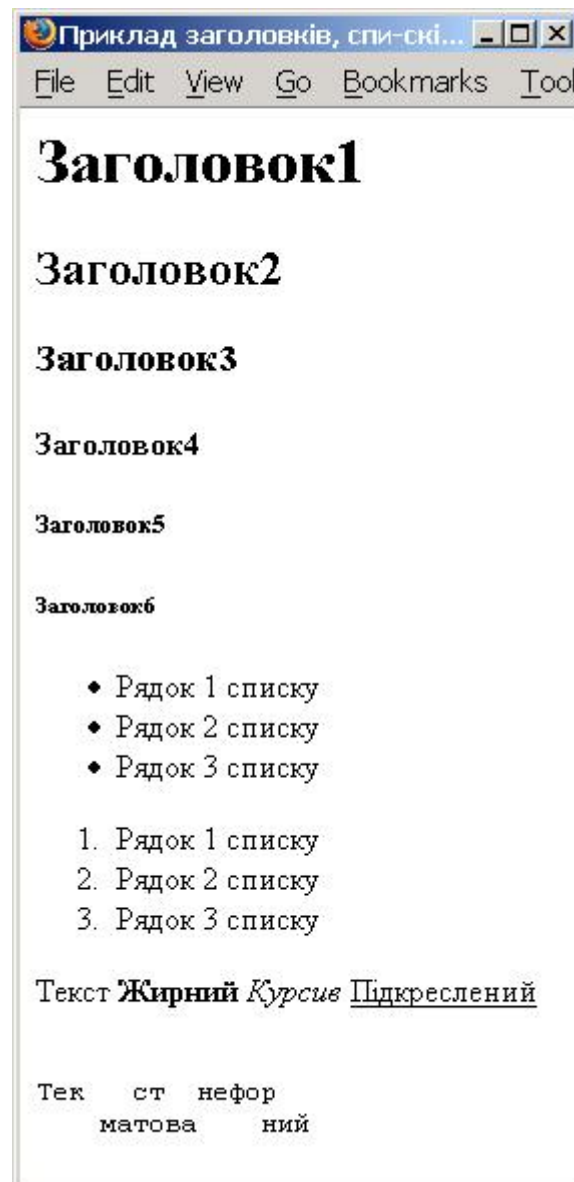 Приклад заголовків, спи-скі...
File Edit View Go Bookmarks Tool
Заголовок1
Заголовок2
Заголовок3
Заголовок4
Заголовок5
Заголовок6
• Рядок 1 списку
• Рядок 2 списку
• Рядок 3 списку
1. Рядок 1 списку
2. Рядок 2 списку
3. Рядок 3 списку
Текст Жирний Курсив Підкреслений
Тек ст нефор
матова ний